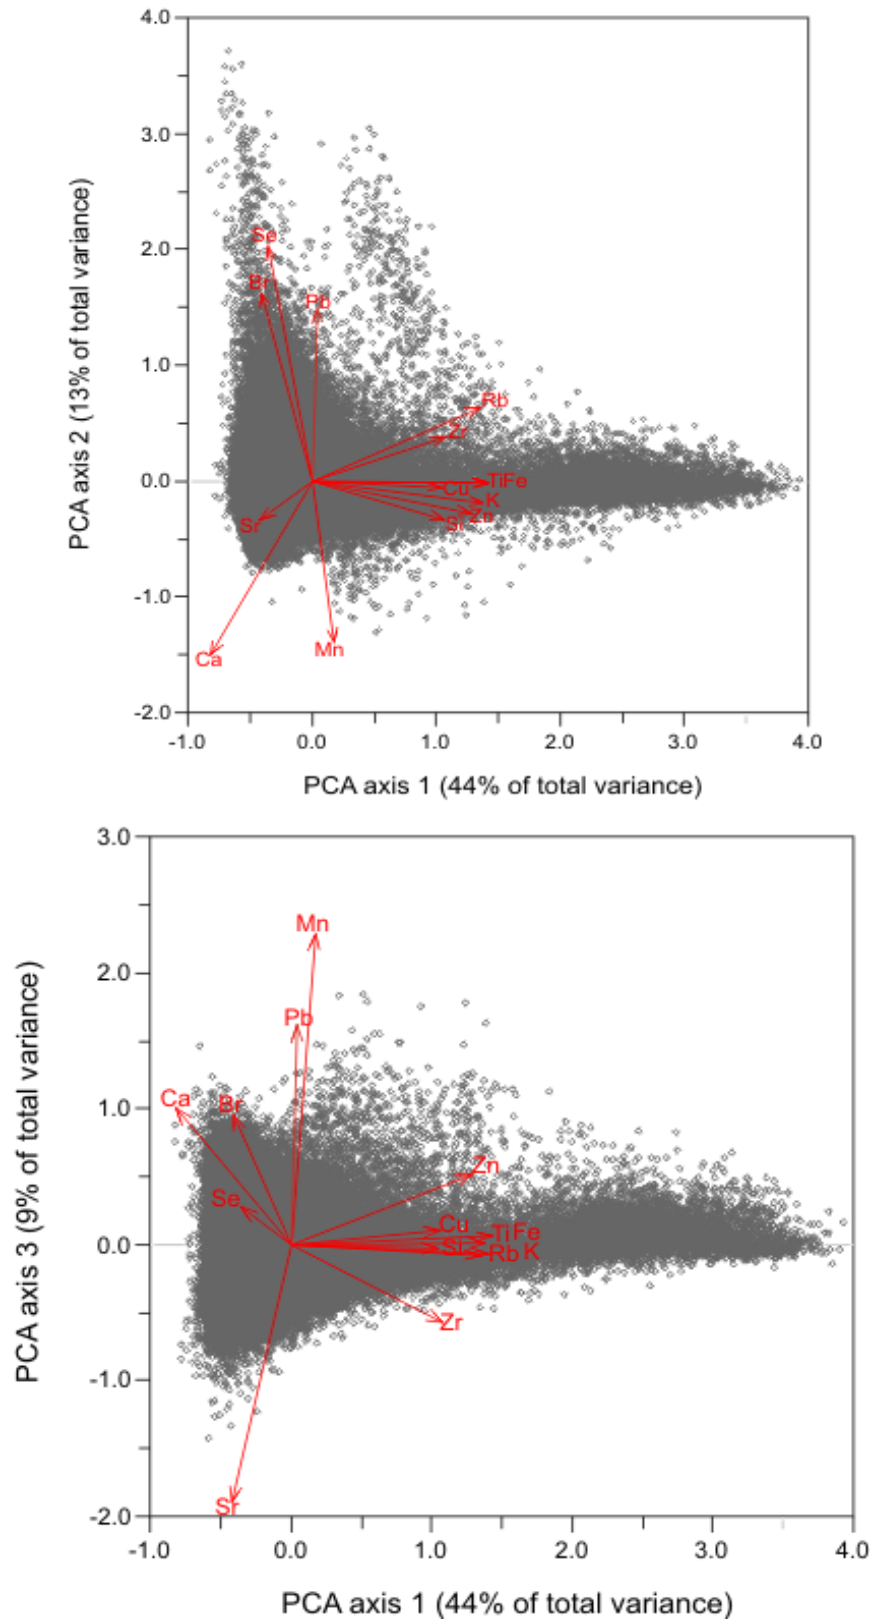 4.0
3.0
2.0
1.0
0.0
-1.0
-2.0
PCA axis 2 (13% of total variance)
Se
Br
Pb
Rb
Zr
Cu
TiFe
K
Zn
Si
Sr
Ca
Mn
-1.0 0.0 1.0 2.0 3.0 4.0
PCA axis 1 (44% of total variance)
3.0
2.0
1.0
0.0
-1.0
-2.0
PCA axis 3 (9% of total variance)
Mn
Pb
Ca
Br
Zn
Se
Cu
Ti Fe
Si
Rb K
Zr
Sr
-1.0 0.0 1.0 2.0 3.0 4.0
PCA axis 1 (44% of total variance)